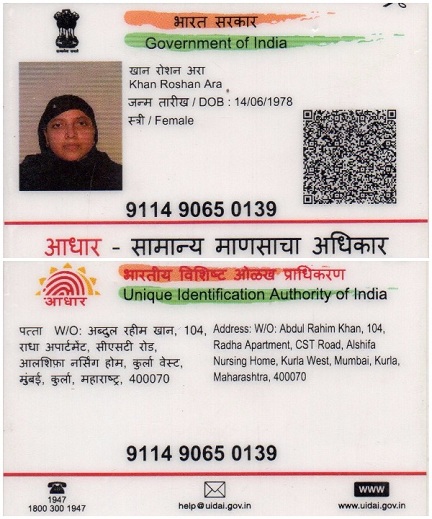 भारत सरकार
Government of India
खान रोशन अरा
Khan Roshan Ara
जन्म तारीख / DOB : 14/06/1978
स्त्री / Female
9114 9065 0139
आधार - सामान्य माणसाचा अधिकार
भारतीय विशिष्ट ओळख प्राधिकरण
Unique Identification Authority of India
आधार
पत्ता W/O: अब्दुल रहीम खान, 104,
राधा अपार्टमेंट, सीएसटी रोड,
आलशिफ़ा नर्सिंग होम, कुर्ला वेस्ट,
मुंबई, कुर्ला, महाराष्ट्र, 400070
Address: W/O: Abdul Rahim Khan, 104,
Radha Apartment, CST Road, Alshifa
Nursing Home, Kurla West, Mumbai, Kurla,
Maharashtra, 400070
9114 9065 0139
1947
1800 300 1947
help@uidai.gov.in
WWW
www.uidai.gov.in